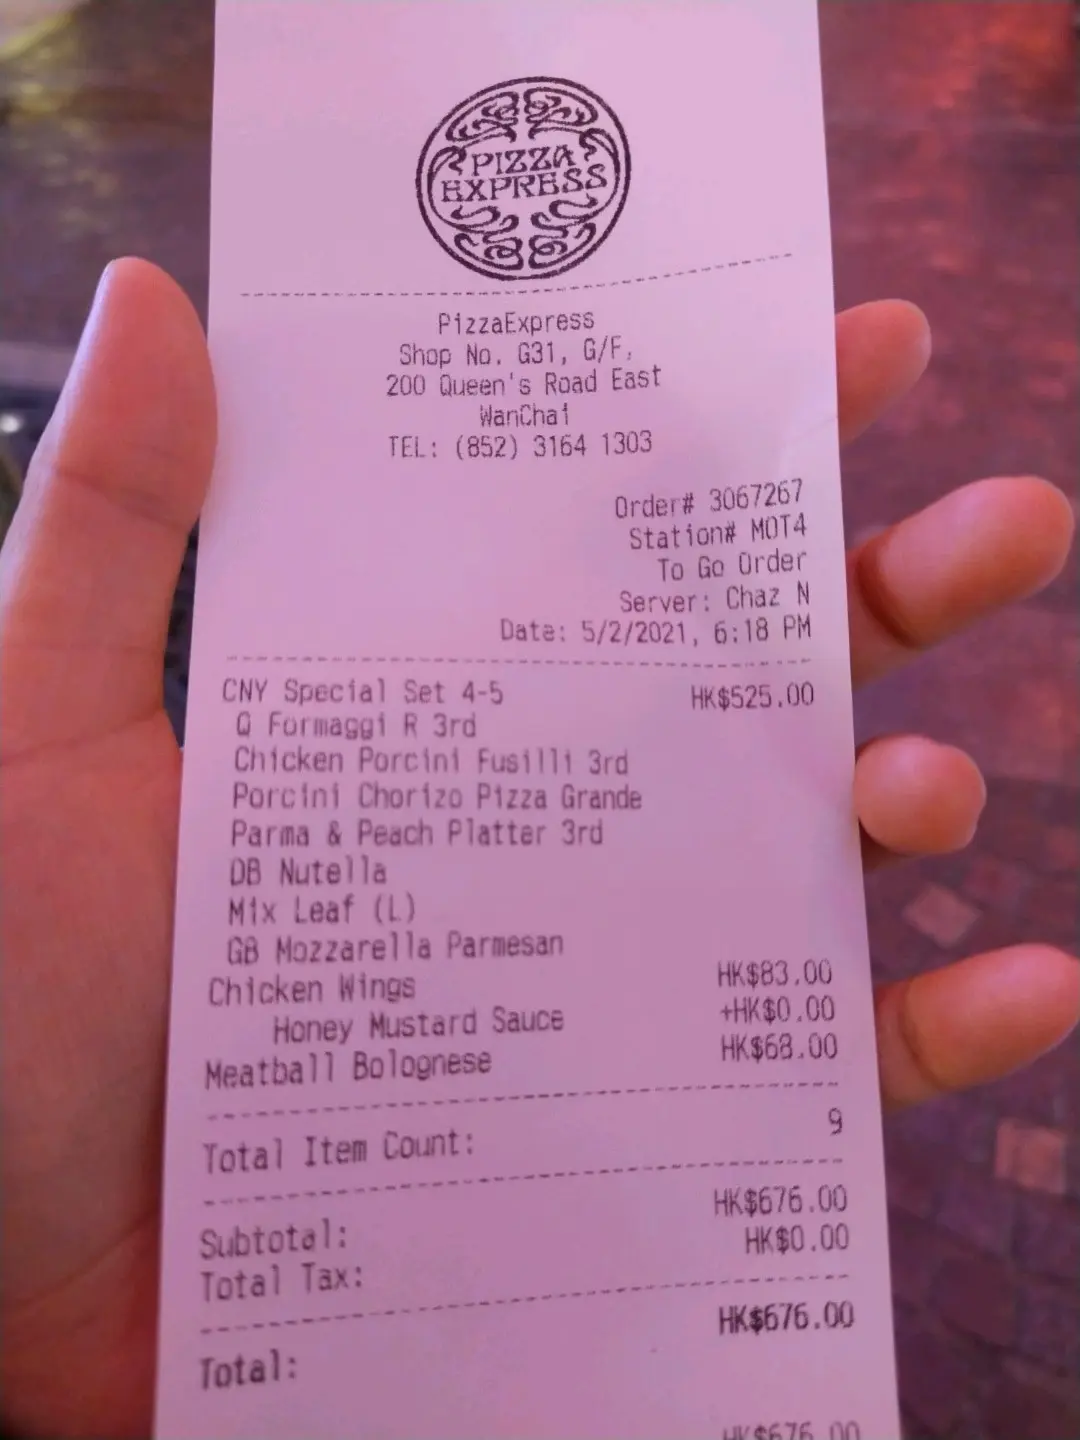 PIZZA
EXPRESS
PizzaExpress
Shop No. G31, G/F,
200 Queen's Road East
WanChai
TEL: (852) 3164 1303
Order# 3067267
Station# MOT4
To Go Order
Server: Chaz N
Date: 5/2/2021, 6:18 PM
CNY Special Set 4-5 HK$525.00
Q Formaggi R 3rd
Chicken Porcini Fusilli 3rd
Porcini Chorizo Pizza Grande
Parma & Peach Platter 3rd
DB Nutella
Mix Leaf (L)
GB Mozzarella Parmesan
Chicken Wings HK$83.00
Honey Mustard Sauce +HK$0.00
Meatball Bolognese HK$68.00
Total Item Count: 9
Subtotal: HK$676.00
Total Tax: HK$0.00
Total: HK$676.00
HK$676.00